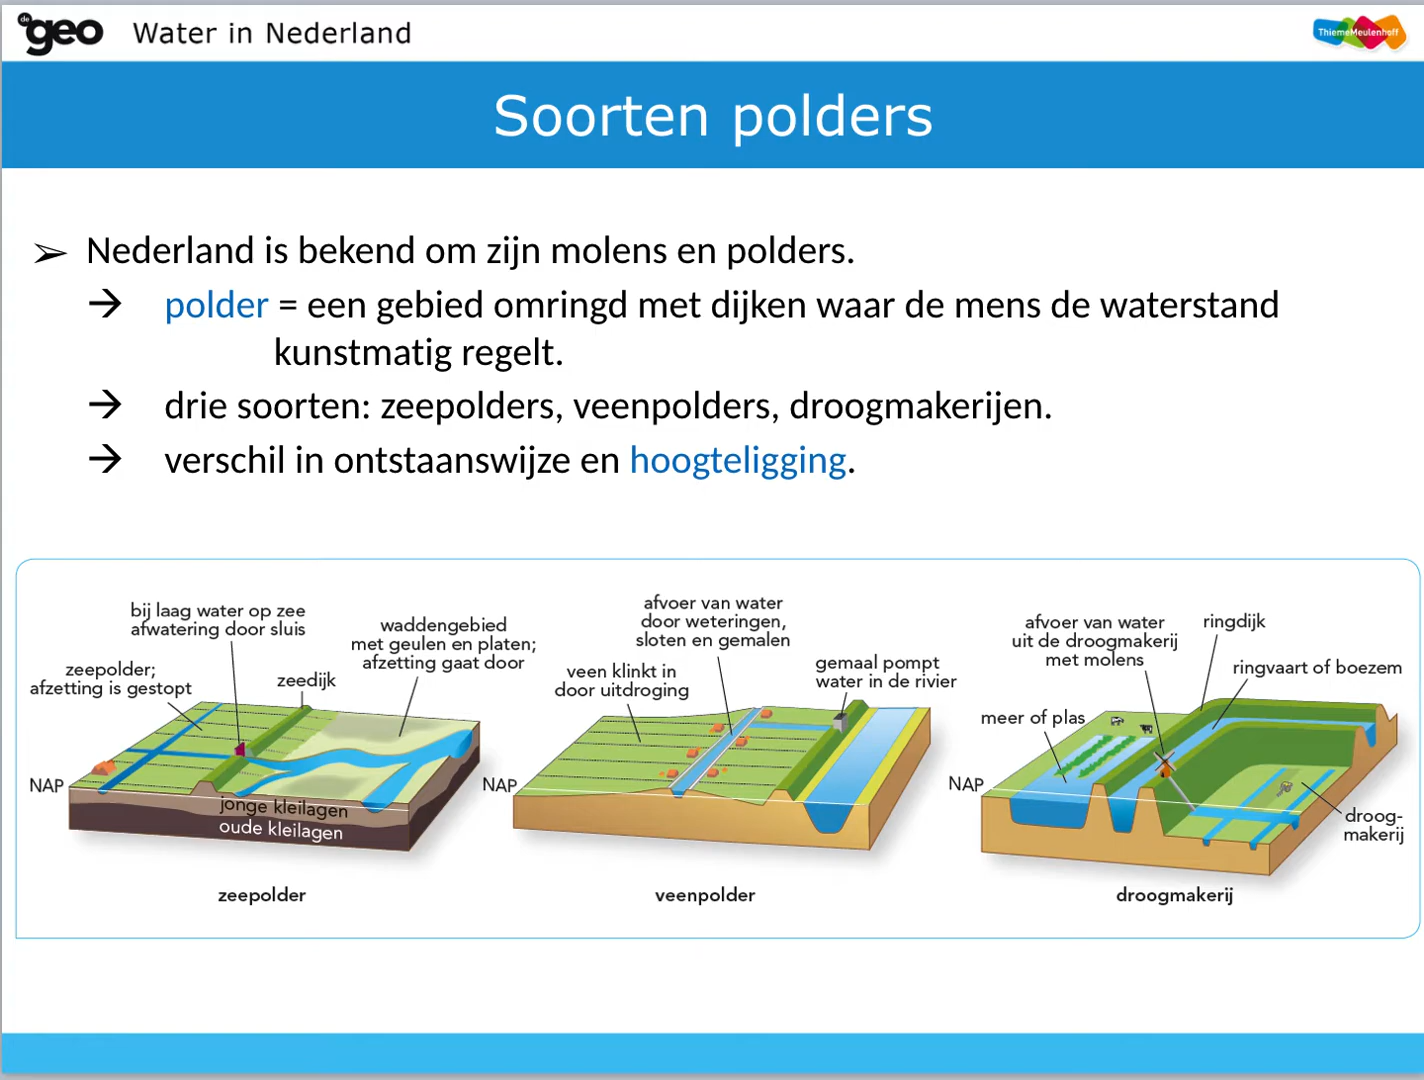 de geo Water in Nederland ThiemeMeulenhoff
Soorten polders
➢ Nederland is bekend om zijn molens en polders.
→ polder = een gebied omringd met dijken waar de mens de waterstand
kunstmatig regelt.
→ drie soorten: zeepolders, veenpolders, droogmakerijen.
→ verschil in ontstaanswijze en hoogteligging.
bij laag water op zee
afwatering door sluis
waddengebied
met geulen en platen;
afzetting gaat door
zeepolder;
afzetting is gestopt
zeedijk
NAP
jonge kleilagen
oude kleilagen
zeepolder
afvoer van water
door weteringen,
sloten en gemalen
veen klinkt in
door uitdroging
gemaal pompt
water in de rivier
NAP
veenpolder
afvoer van water
uit de droogmakerij
met molens
ringdijk
ringvaart of boezem
meer of plas
NAP
droog-
makerij
droogmakerij